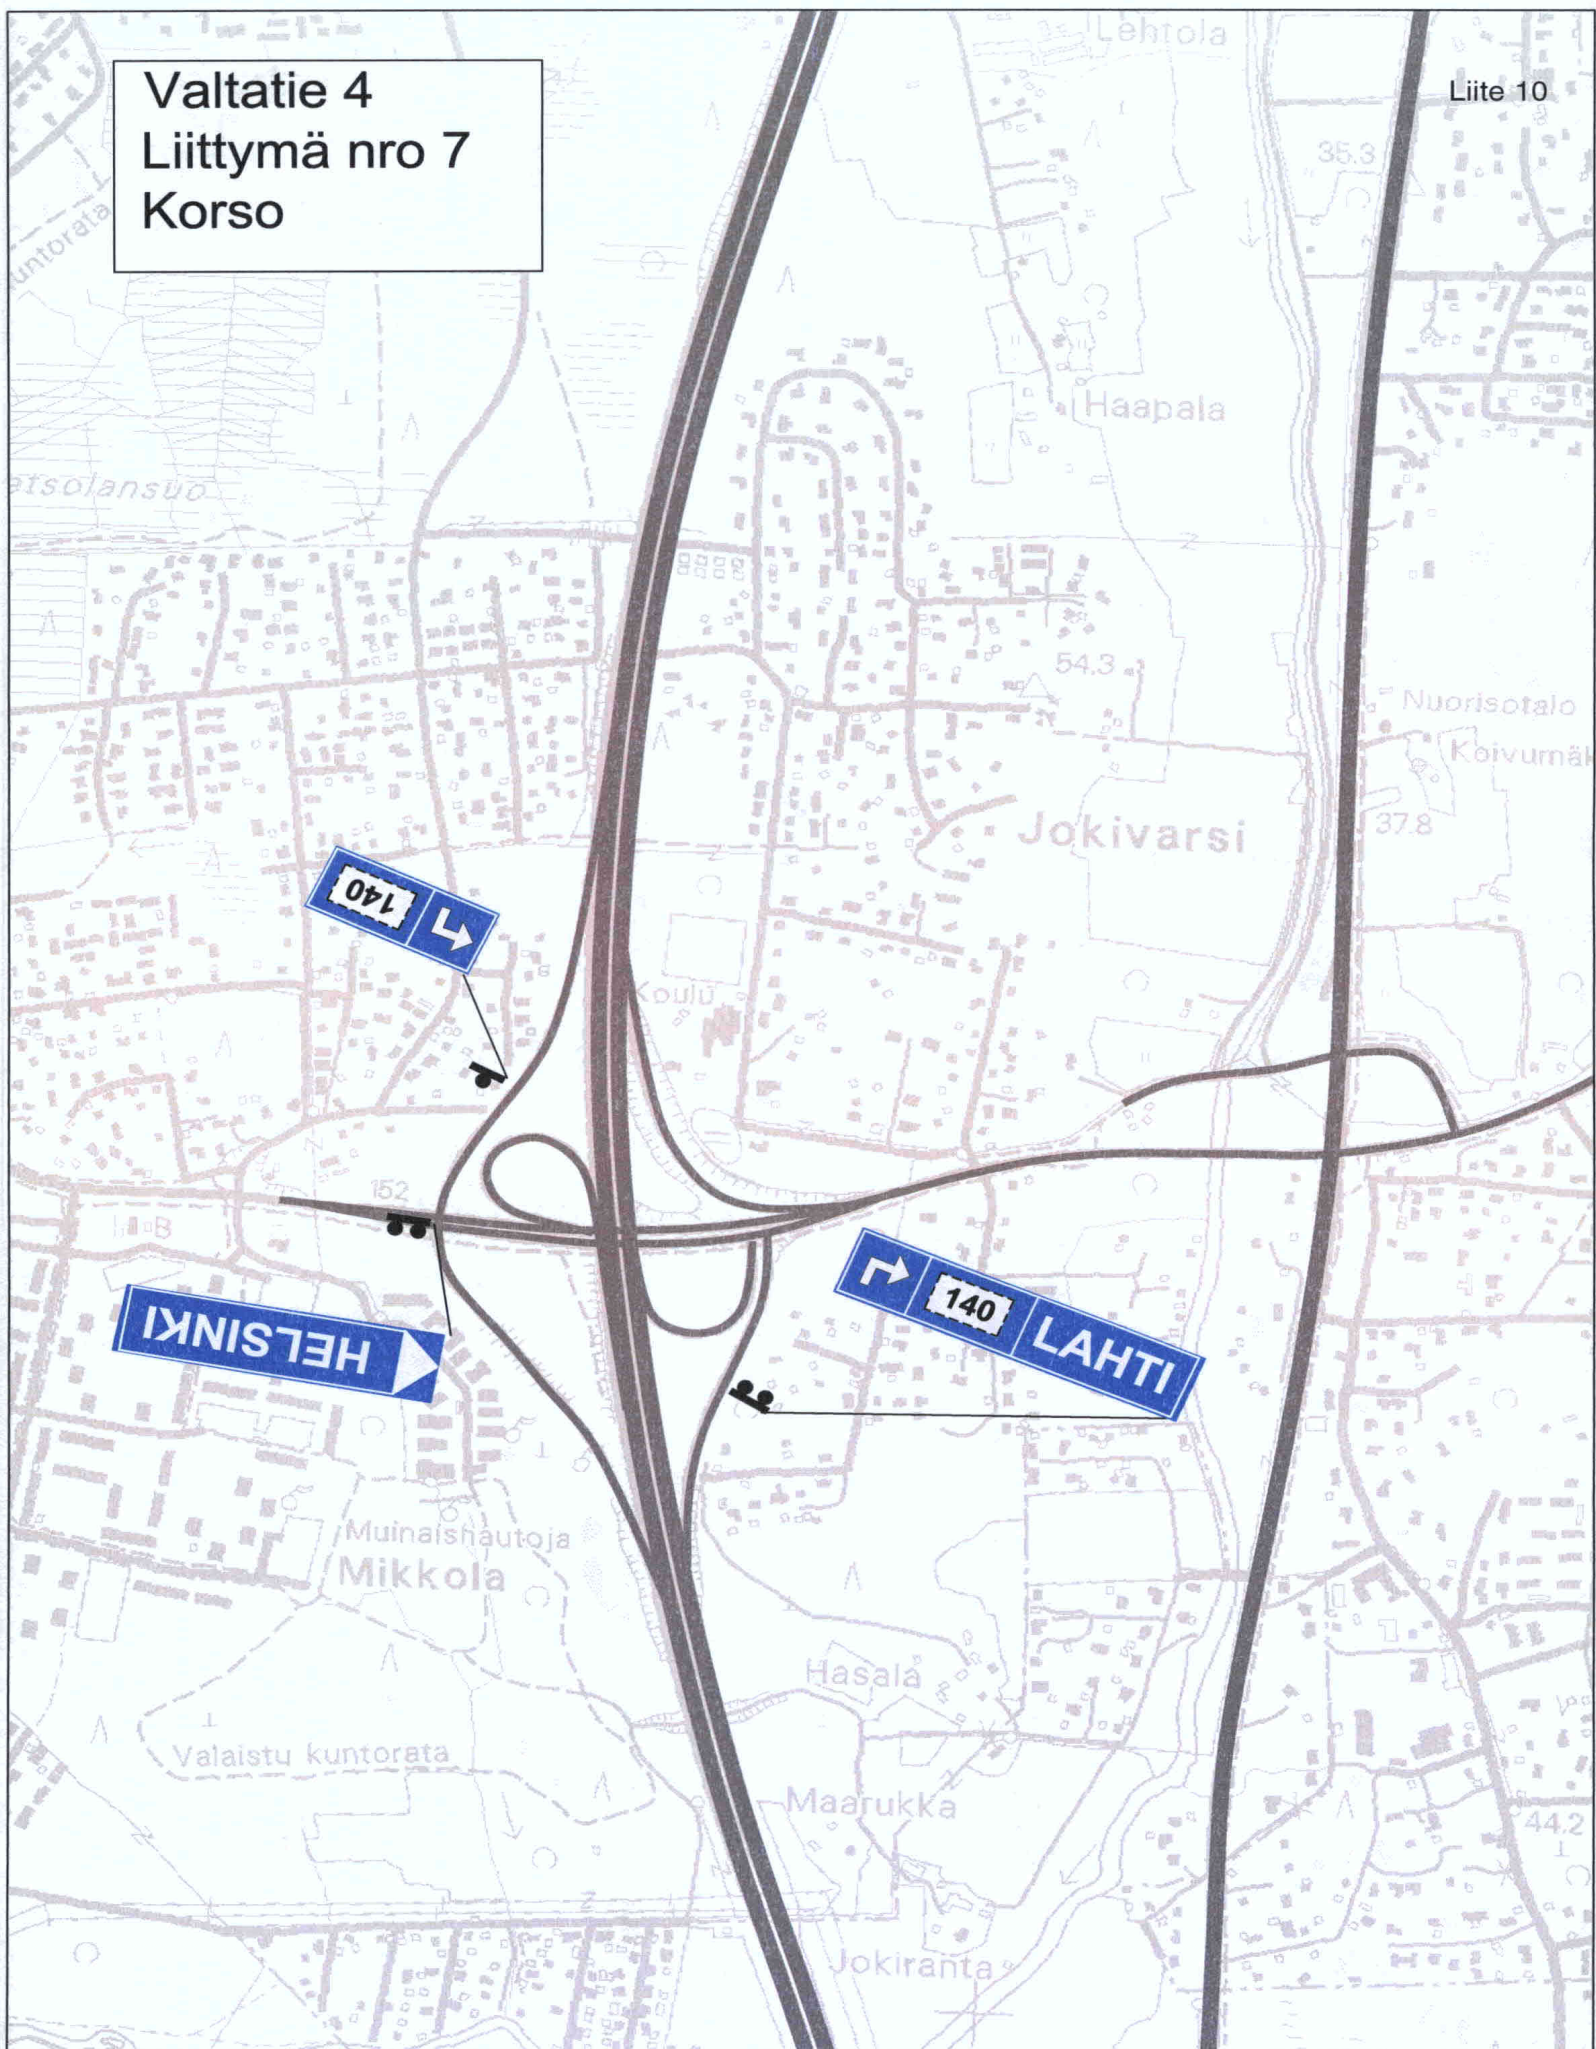 Valtatie 4
Liittymä nro 7
Korso
Liite 10
Lehtola
35.3
untorata
Haapala
etsolansuo
54.3
Nuorisotalo
Koivumäk
Jokivarsi
37.8
140
Koulu
152
140
LAHTI
HELSINKI
Muinaishautoja
Mikkola
Hasala
Valaistu kuntorata
Maarukka
44.2
Jokiranta